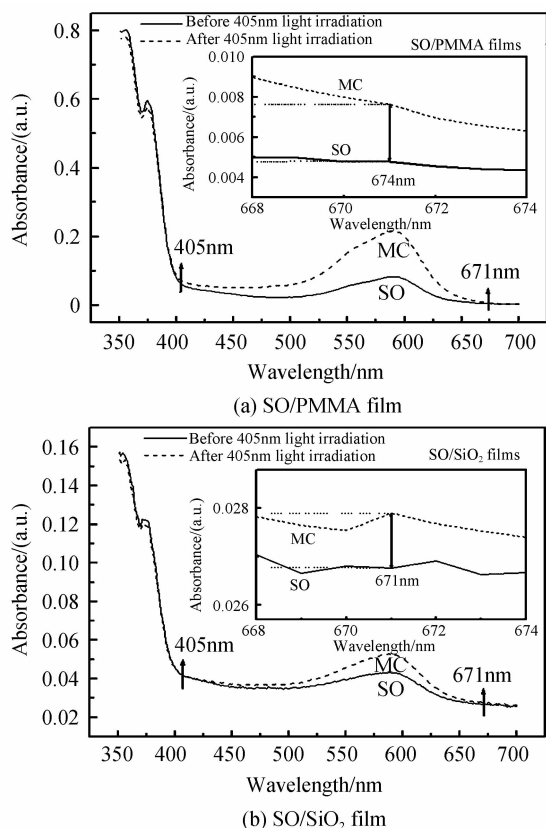 Before 405nm light irradiation
After 405nm light irradiation
SO/PMMA films
0.010
0.008
0.006
0.004
668 670 672 674
Absorbance/(a.u.)
Wavelength/nm
MC
SO
674nm
0.8
0.6
0.4
0.2
0
Absorbance/(a.u.)
405nm
MC
SO
671nm
350 400 450 500 550 600 650 700
Wavelength/nm
(a) SO/PMMA film
Before 405nm light irradiation
After 405nm light irradiation
SO/SiO₂ films
0.028
0.026
668 670 672 674
Absorbance/(a.u.)
Wavelength/nm
MC
SO
671nm
0.16
0.14
0.12
0.10
0.08
0.06
0.04
0.02
Absorbance/(a.u.)
405nm
MC
SO
671nm
350 400 450 500 550 600 650 700
Wavelength/nm
(b) SO/SiO₂ film